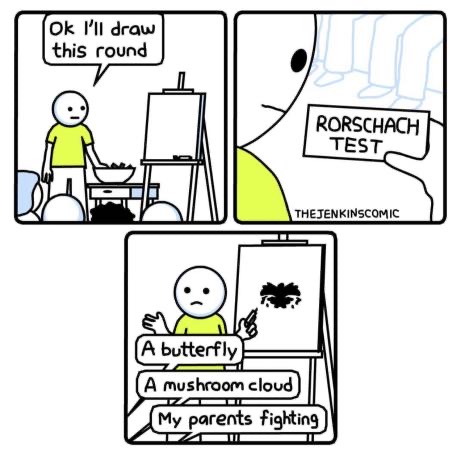 Ok I'll draw
this round
RORSCHACH
TEST
THEJENKINSCOMIC
A butterfly
A mushroom cloud
My parents fighting